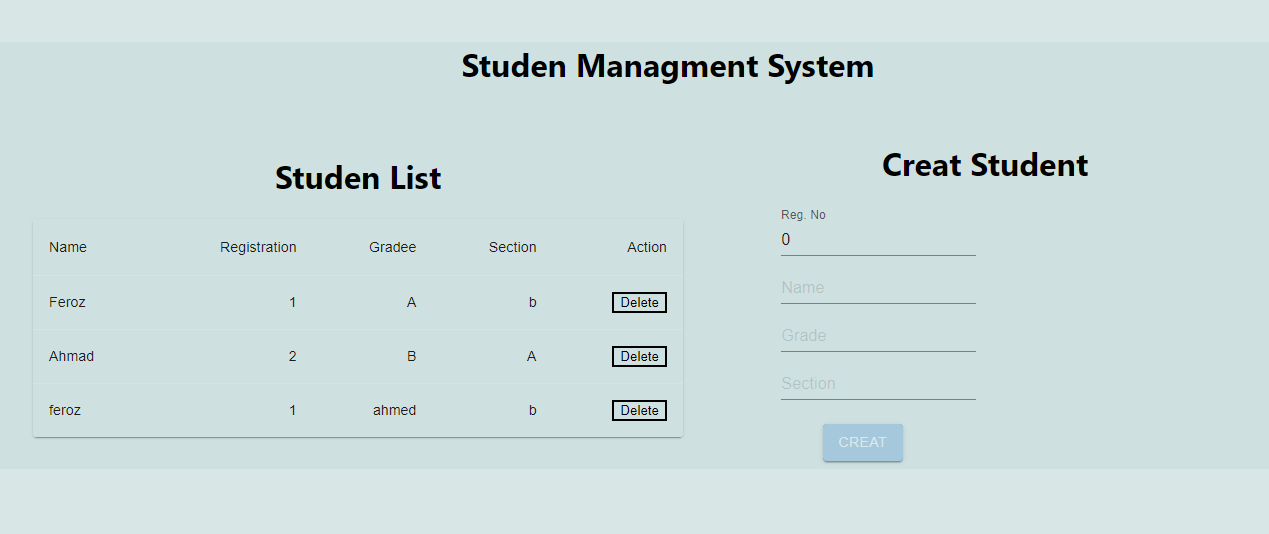 Studen Managment System
Studen List
Name Registration Gradee Section Action
Feroz 1 A b Delete
Ahmad 2 B A Delete
feroz 1 ahmed b Delete
Creat Student
Reg. No
0
Name
Grade
Section
CREAT